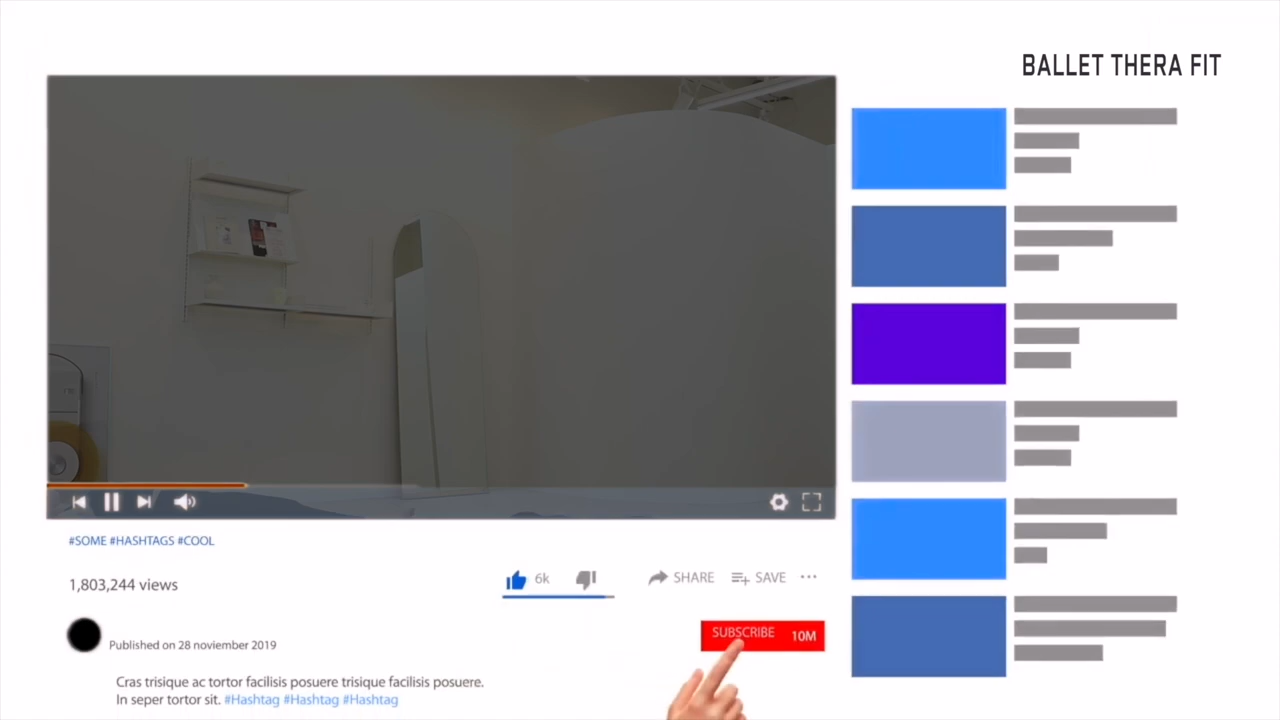 BALLET THERA FIT
#SOME #HASHTAGS #COOL
1,803,244 views
6k
SHARE
SAVE
SUBSCRIBE 10M
Published on 28 noviember 2019
Cras trisique ac tortor facilisis posuere trisique facilisis posuere.
In seper tortor sit. #Hashtag #Hashtag #Hashtag